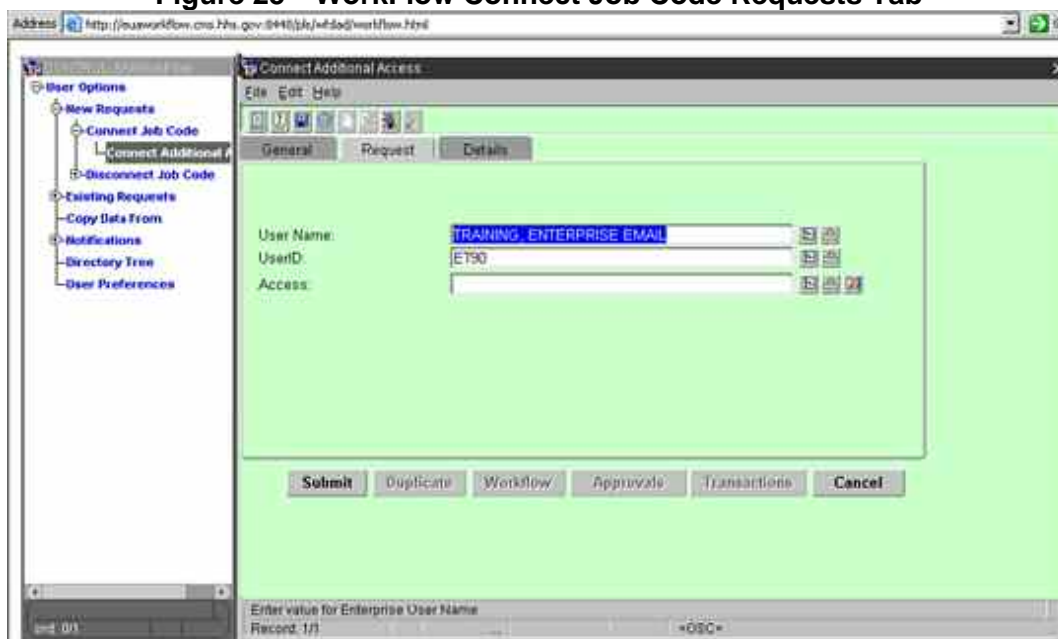 Figure 25 – WorkFlow Connect Job Code Requests Tab
Address
Connect Additional Access
File Edit Help
User Options
New Requests
Connect Job Code
Connect Additional A
Disconnect Job Code
Existing Requests
Copy Data From
Notifications
Directory Tree
User Preferences
General Request Details
User Name: TRAINING, ENTERPRISE EMAIL
UserID: ET90
Access:
Submit Duplicate Workflow Approvals Transactions Cancel
Enter value for Enterprise User Name
Record: 1/1 <OSC>